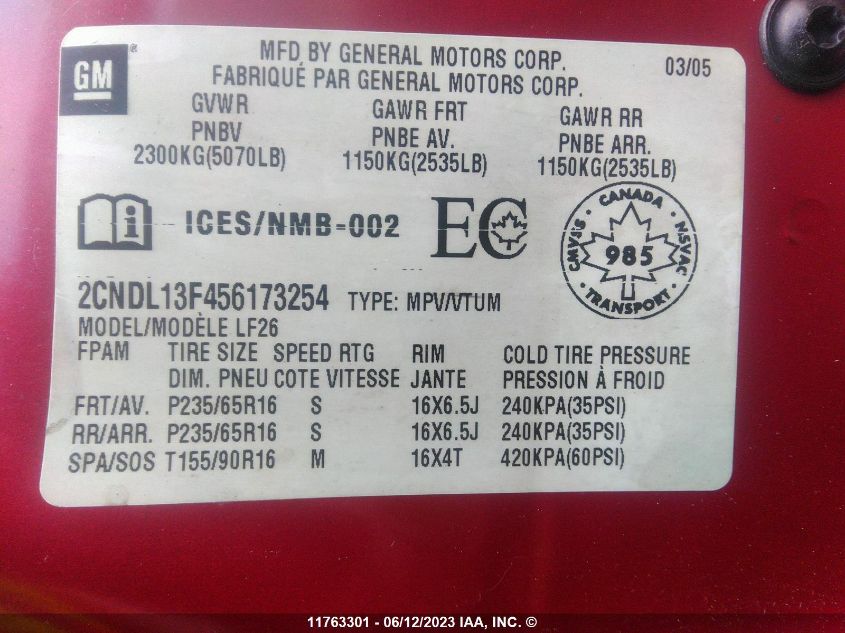 GM ®
MFD BY GENERAL MOTORS CORP.
03/05
FABRIQUÉ PAR GENERAL MOTORS CORP.
GVWR GAWR FRT GAWR RR
PNBV PNBE AV. PNBE ARR.
2300KG(5070LB) 1150KG(2535LB) 1150KG(2535LB)
i ICES/NMB-002 EC
CANADA
CMVSS - NSVAC
985
TRANSPORT
2CNDL13F456173254 TYPE: MPV/VTUM
MODEL/MODÈLE LF26
FPAM TIRE SIZE SPEED RTG RIM COLD TIRE PRESSURE
DIM. PNEU COTE VITESSE JANTE PRESSION À FROID
FRT/AV. P235/65R16 S 16X6.5J 240KPA(35PSI)
RR/ARR. P235/65R16 S 16X6.5J 240KPA(35PSI)
SPA/SOS T155/90R16 M 16X4T 420KPA(60PSI)
11763301 - 06/12/2023 IAA, INC. ©